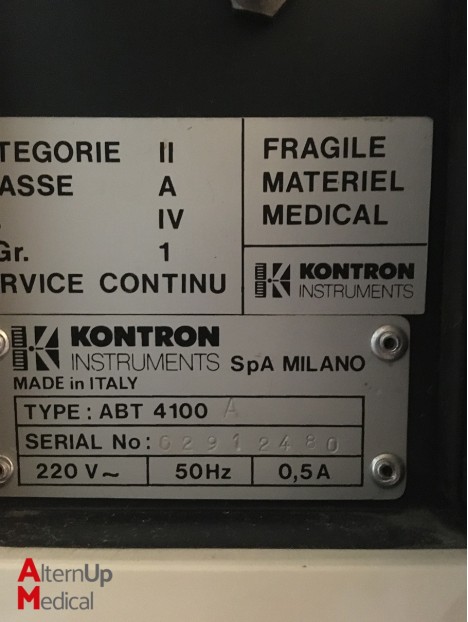 TEGORIE II
ASSE A
IV
Gr. 1
RVICE CONTINU
FRAGILE
MATERIEL
MEDICAL
KONTRON
INSTRUMENTS
KONTRON
INSTRUMENTS SpA MILANO
MADE in ITALY
TYPE: ABT 4100 A
SERIAL No: 02912480
220 V~ 50Hz 0,5A
AlternUp
Medical